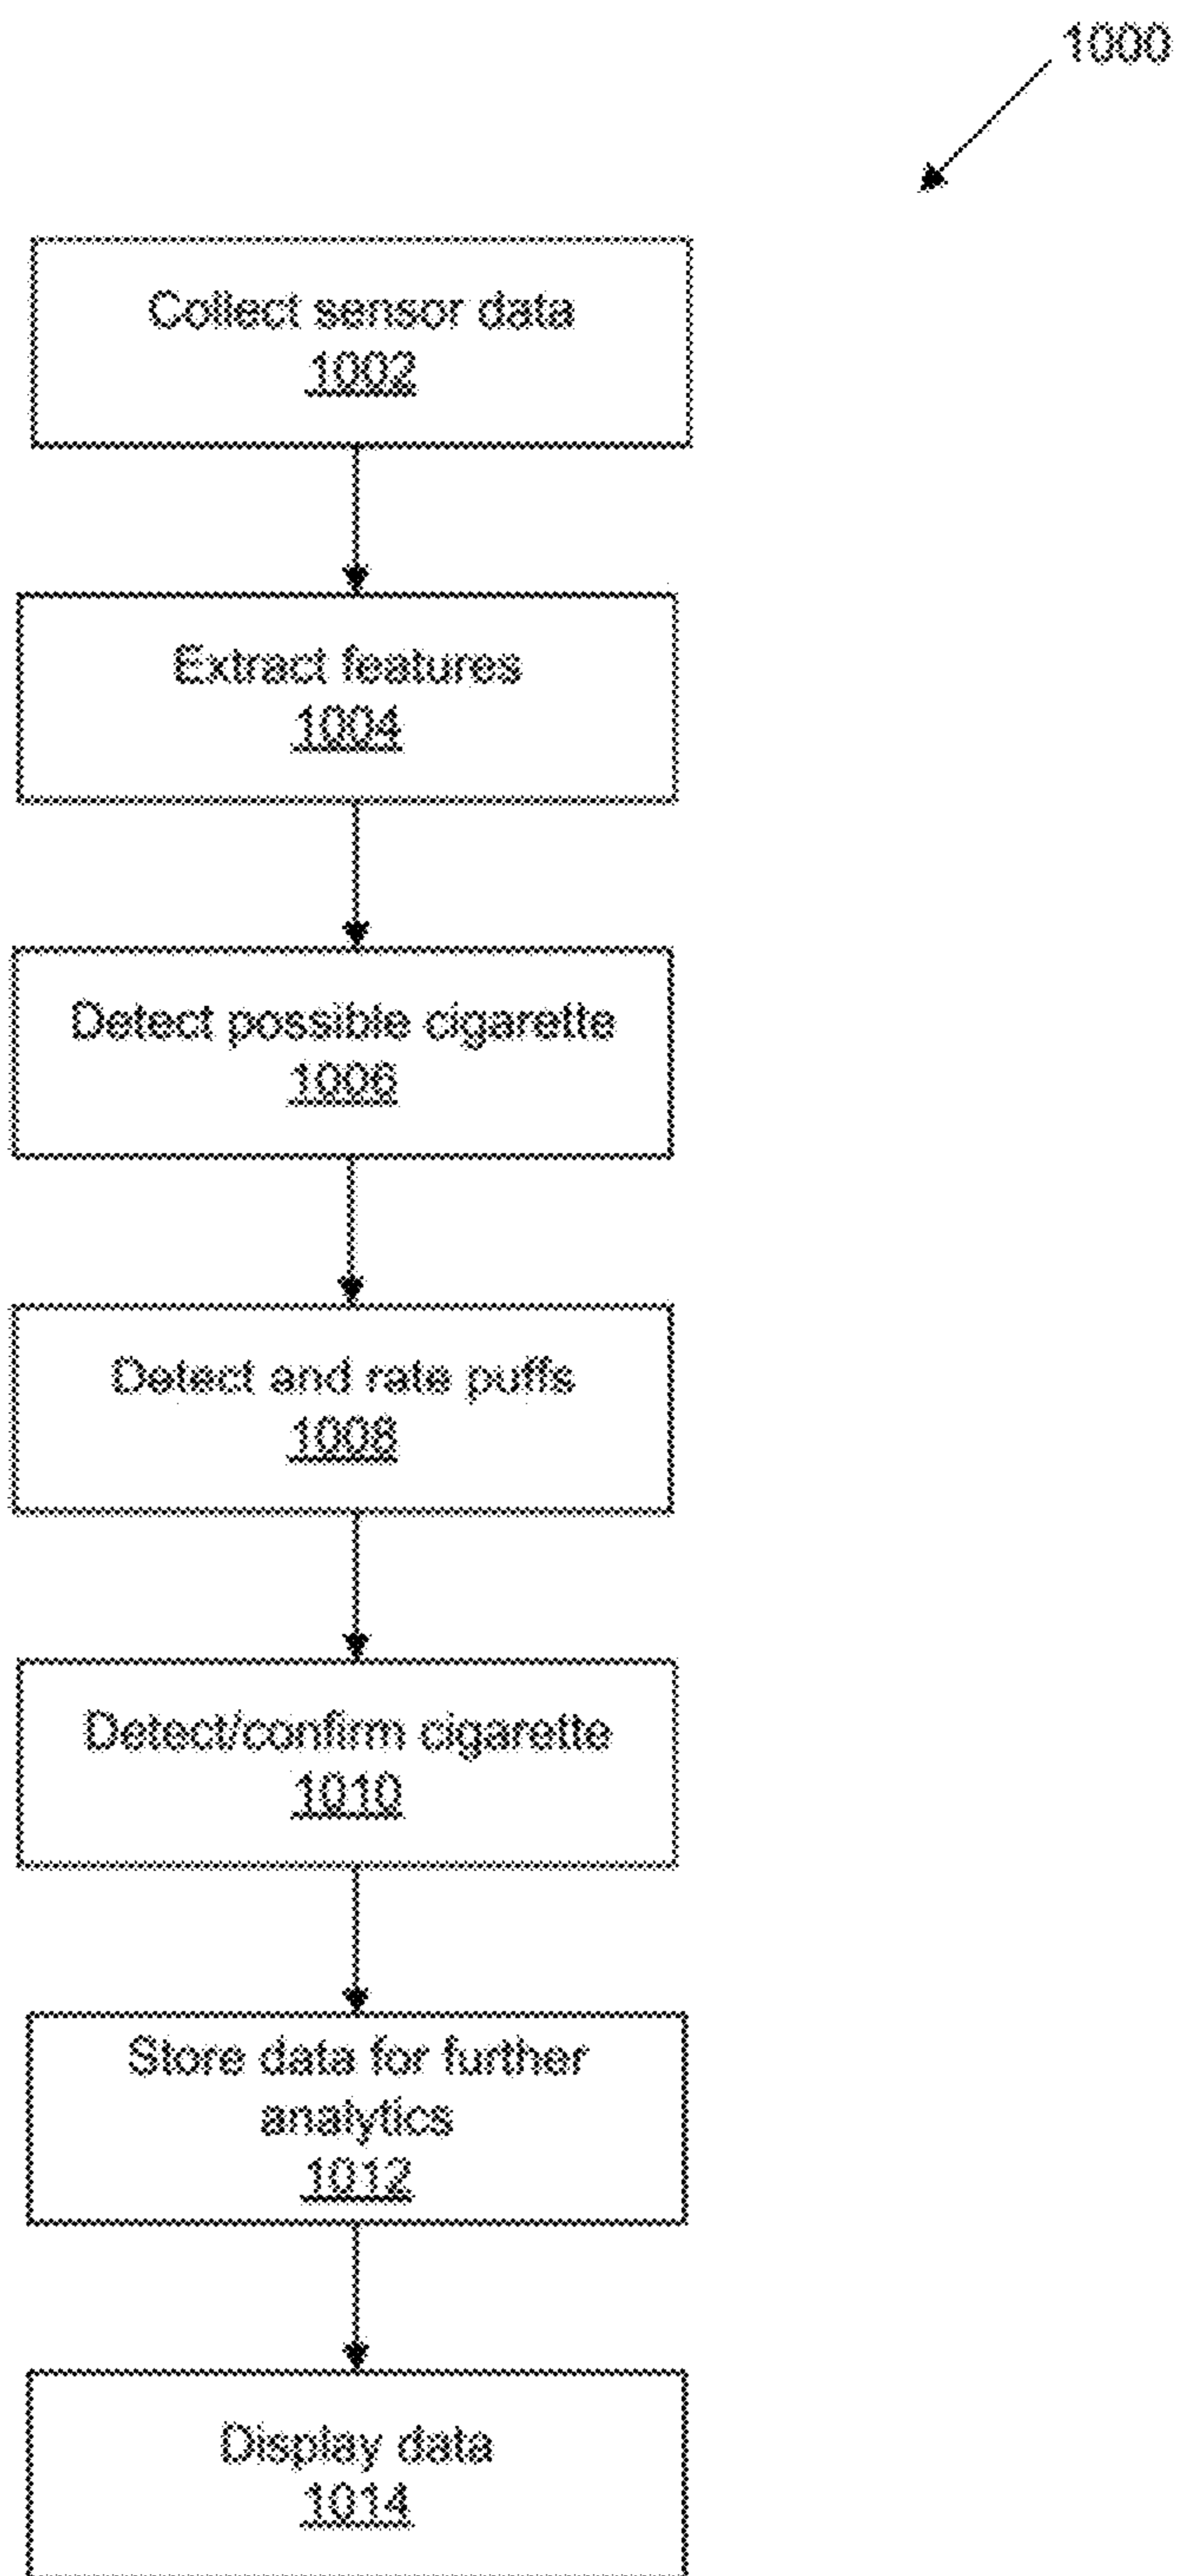 1000
Collect sensor data
1002
Extract features
1004
Detect possible cigarette
1006
Detect and rate puffs
1008
Detect/confirm cigarette
1010
Store data for further
analytics
1012
Display data
1014